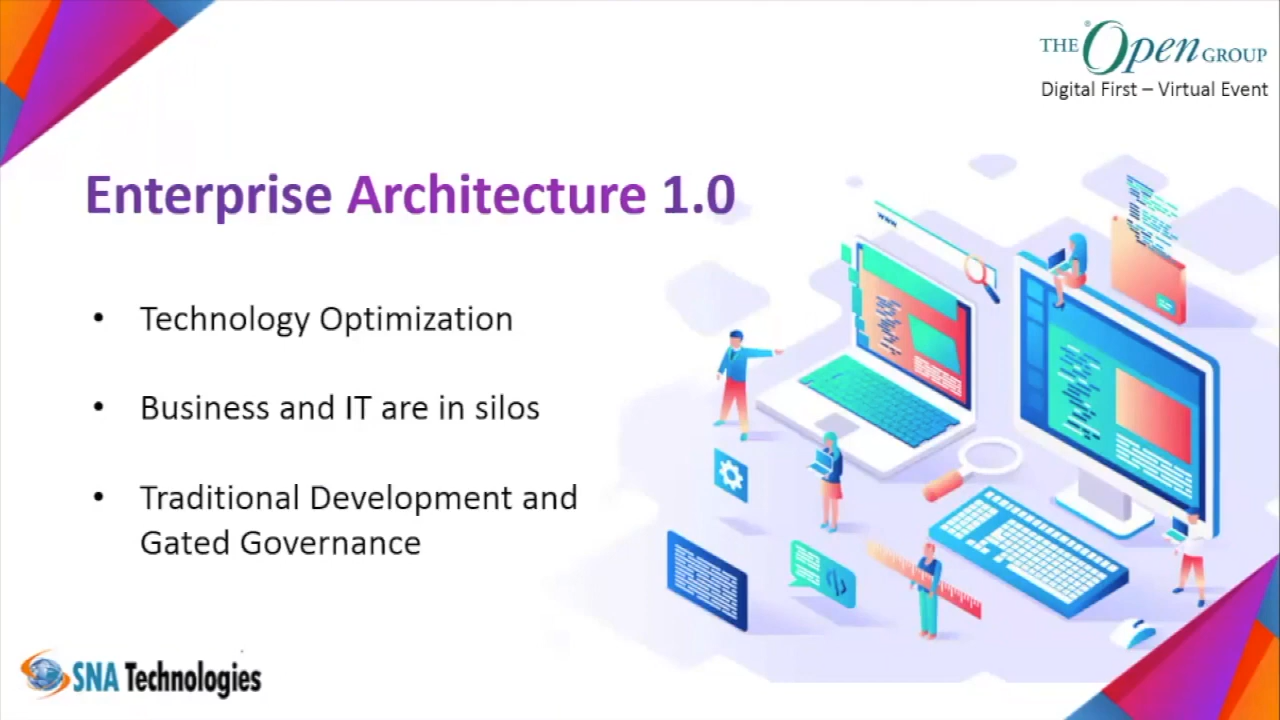 THE Open GROUP
Digital First – Virtual Event
Enterprise Architecture 1.0
www
• Technology Optimization
• Business and IT are in silos
• Traditional Development and
Gated Governance
SNA Technologies